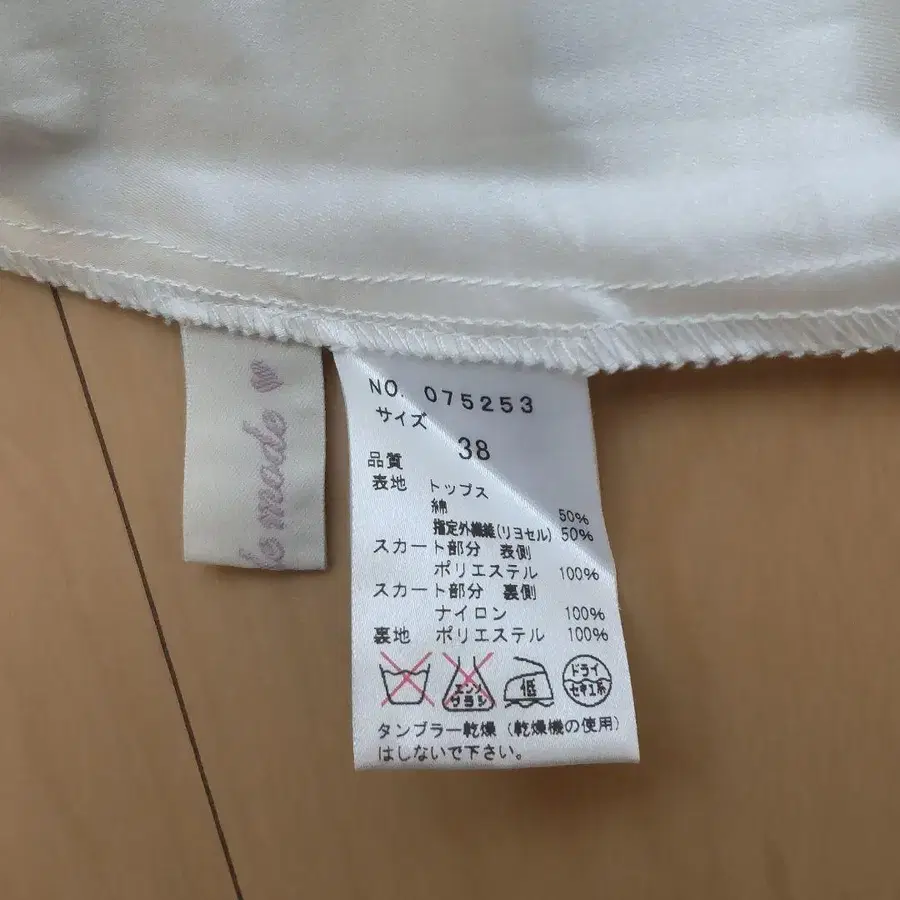 de mode
NO. 075253
サイズ
38
品質
表地 トップス
綿 50%
指定外繊維(リヨセル) 50%
スカート部分 表側
ポリエステル 100%
スカート部分 裏側
ナイロン 100%
裏地 ポリエステル 100%
エンソ
サラシ
低
ドライ
セキユ系
タンブラー乾燥 (乾燥機の使用)
はしないで下さい。